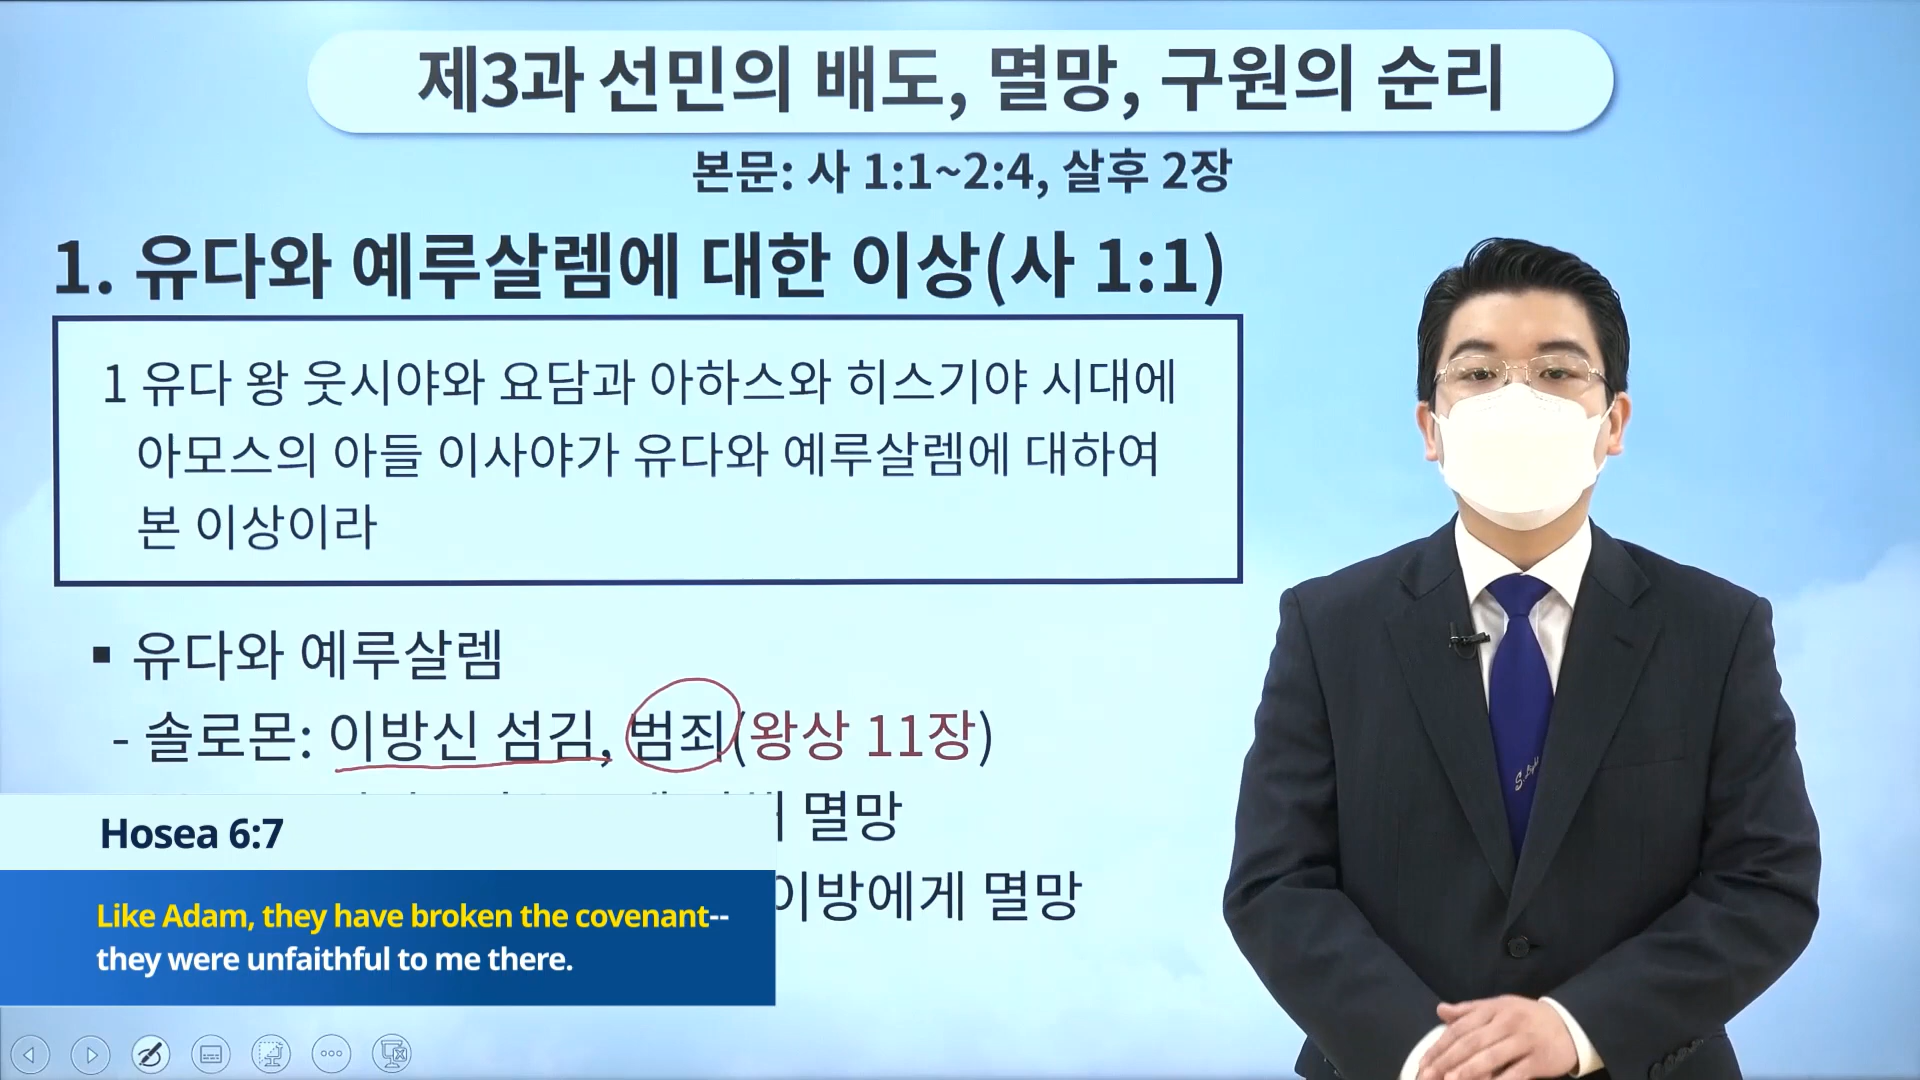 제3과 선민의 배도, 멸망, 구원의 순리
본문: 사 1:1~2:4, 살후 2장
1. 유다와 예루살렘에 대한 이상(사 1:1)
1 유다 왕 웃시야와 요담과 아하스와 히스기야 시대에
아모스의 아들 이사야가 유다와 예루살렘에 대하여
본 이상이라
▪ 유다와 예루살렘
- 솔로몬: 이방신 섬김, 범죄(왕상 11장)
멸망
이방에게 멸망
Hosea 6:7
Like Adam, they have broken the covenant--
they were unfaithful to me there.